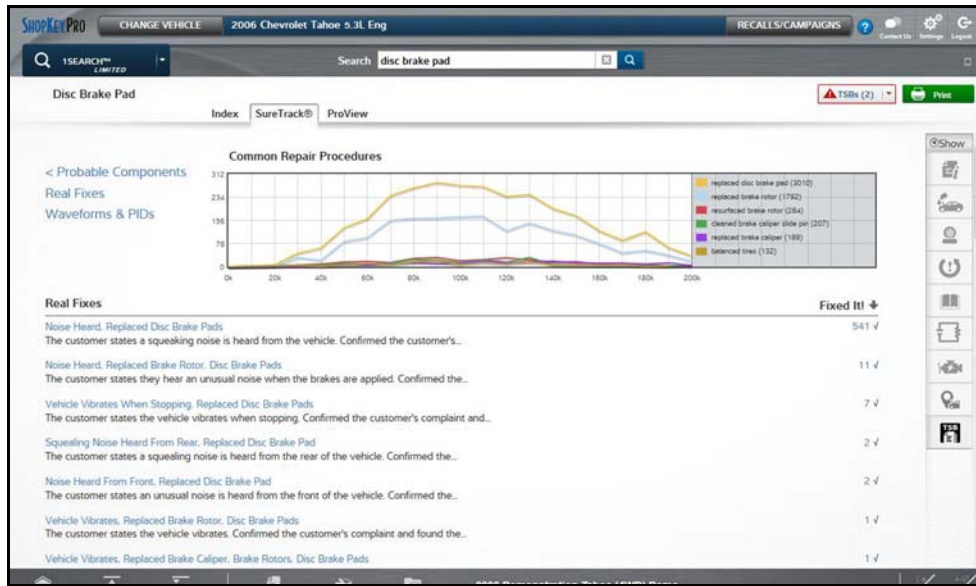 SHOPKEYPRO CHANGE VEHICLE 2006 Chevrolet Tahoe 5.3L Eng RECALLS/CAMPAIGNS ? Contact Us Settings Logout
1SEARCH™ Search disc brake pad
LIMITED
Disc Brake Pad TSBs (2) Print
Index SureTrack® ProView
Show
Common Repair Procedures
< Probable Components
Real Fixes
Waveforms & PIDs
312
234
156
78
0
0k 20k 40k 60k 80k 100k 120k 140k 160k 180k 200k
replaced disc brake pad (3010)
replaced brake rotor (1792)
resurfaced brake rotor (284)
cleaned brake caliper slide pin (207)
replaced brake caliper (189)
balanced tires (132)
Real Fixes Fixed It!
Noise Heard, Replaced Disc Brake Pads 541 √
The customer states a squeaking noise is heard from the vehicle. Confirmed the customer's...
Noise Heard, Replaced Brake Rotor, Disc Brake Pads 11 √
The customer states they hear an unusual noise when the brakes are applied. Confirmed the...
Vehicle Vibrates When Stopping, Replaced Disc Brake Pads 7 √
The customer states the vehicle vibrates when stopping. Confirmed the customer's complaint and...
Squealing Noise Heard From Rear, Replaced Disc Brake Pad 2 √
The customer states a squealing noise is heard from the rear of the vehicle. Confirmed the...
Noise Heard From Front, Replaced Disc Brake Pad 2 √
The customer states an unusual noise is heard from the front of the vehicle. Confirmed the...
Vehicle Vibrates, Replaced Brake Rotor, Disc Brake Pads 1 √
The customer states the vehicle vibrates. Confirmed the customer's complaint and found the...
Vehicle Vibrates, Replaced Brake Caliper, Brake Rotors, Disc Brake Pads 1 √
TSB